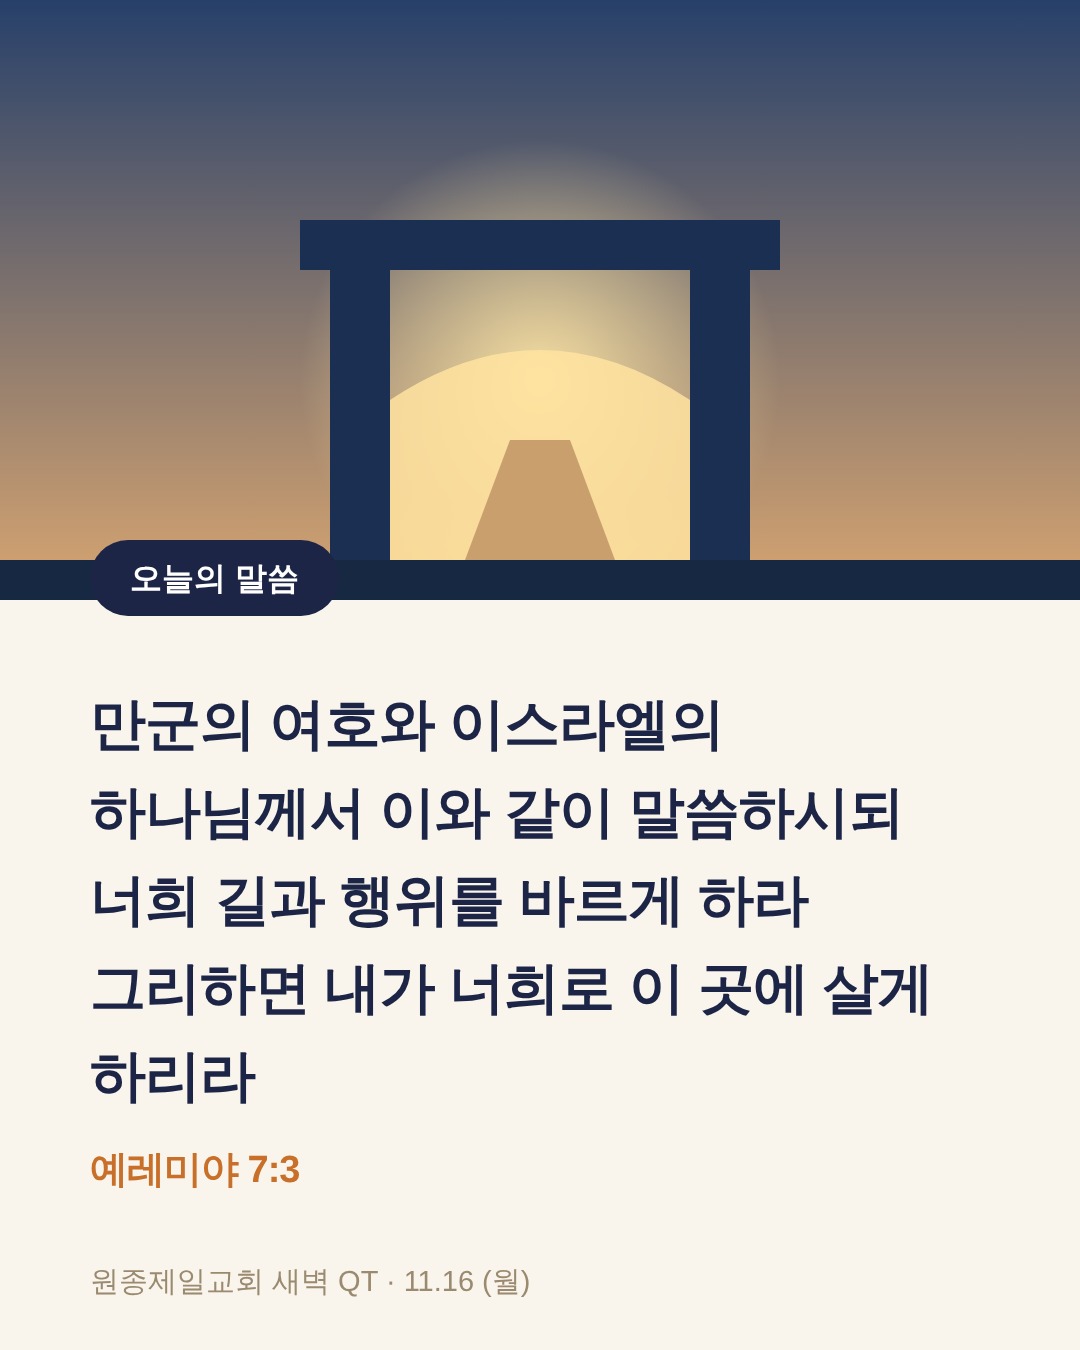 오늘의 말씀
만군의 여호와 이스라엘의
하나님께서 이와 같이 말씀하시되
너희 길과 행위를 바르게 하라
그리하면 내가 너희로 이 곳에 살게
하리라
예레미야 7:3
원종제일교회 새벽 QT · 11.16 (월)